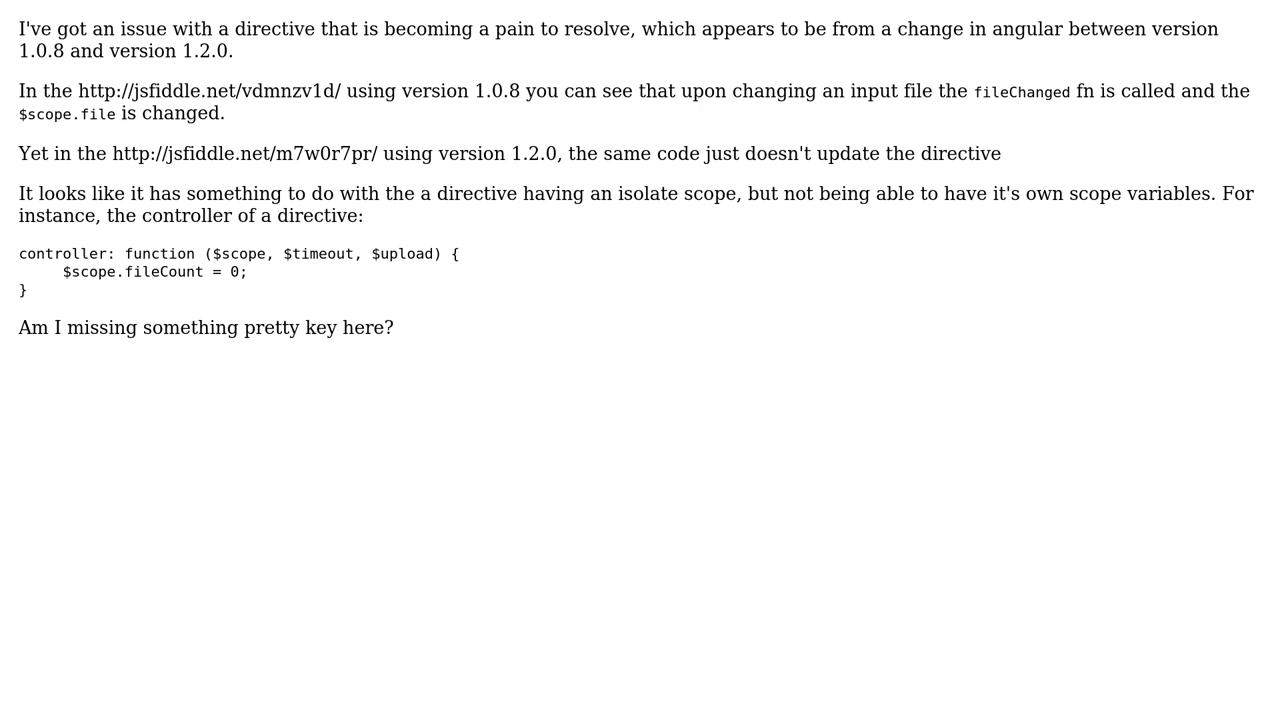 I've got an issue with a directive that is becoming a pain to resolve, which appears to be from a change in angular between version
1.0.8 and version 1.2.0.
In the http://jsfiddle.net/vdmnzv1d/ using version 1.0.8 you can see that upon changing an input file the fileChanged fn is called and the
$scope.file is changed.
Yet in the http://jsfiddle.net/m7w0r7pr/ using version 1.2.0, the same code just doesn't update the directive
It looks like it has something to do with the a directive having an isolate scope, but not being able to have it's own scope variables. For
instance, the controller of a directive:
controller: function ($scope, $timeout, $upload) {
     $scope.fileCount = 0;
}
Am I missing something pretty key here?